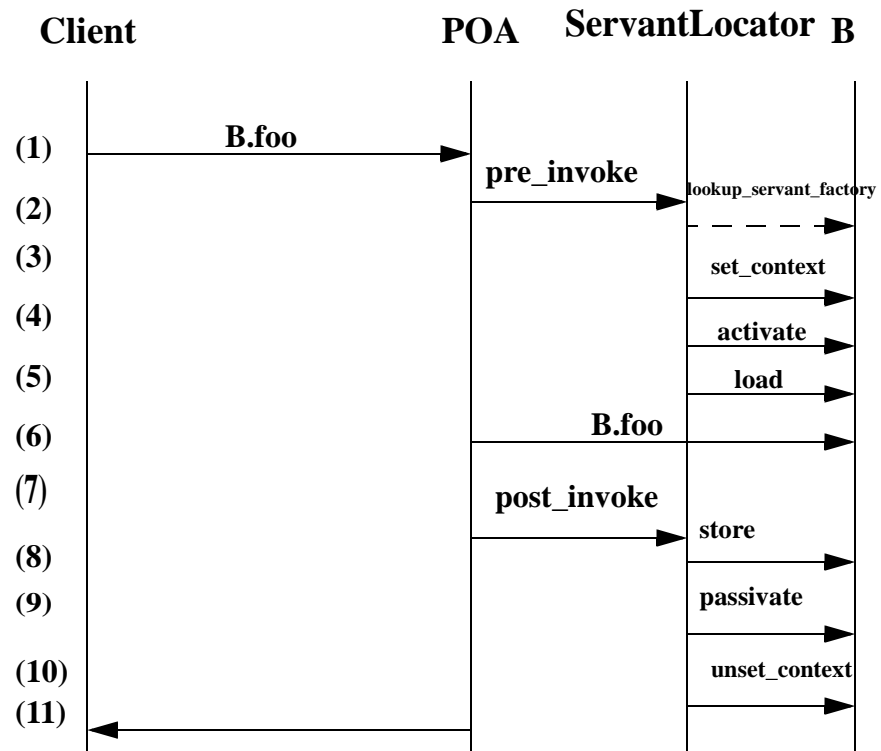 Client POA ServantLocator B
(1) B.foo
pre_invoke
lookup_servant_factory
(2)
(3) set_context
(4) activate
(5) load
(6) B.foo
(7) post_invoke
store
(8)
(9) passivate
(10) unset_context
(11)